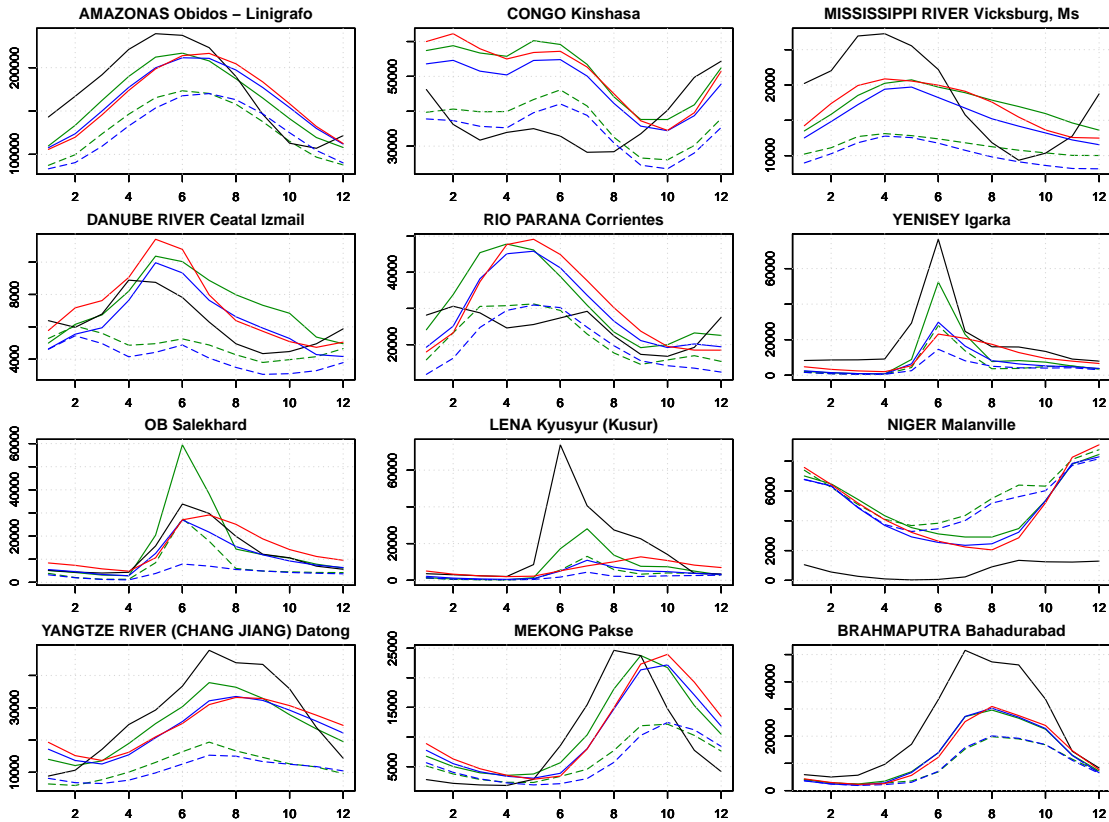 AMAZONAS Obidos – Linigrafo
CONGO Kinshasa
MISSISSIPPI RIVER Vicksburg, Ms
100000 200000
30000 50000
10000 20000
2 4 6 8 10 12
2 4 6 8 10 12
2 4 6 8 10 12
DANUBE RIVER Ceatal Izmail
RIO PARANA Corrientes
YENISEY Igarka
4000 8000
20000 40000
0 20000 60000
2 4 6 8 10 12
2 4 6 8 10 12
2 4 6 8 10 12
OB Salekhard
LENA Kyusyur (Kusur)
NIGER Malanville
0 20000 40000 60000
0 20000 60000
0 2000 6000
2 4 6 8 10 12
2 4 6 8 10 12
2 4 6 8 10 12
YANGTZE RIVER (CHANG JIANG) Datong
MEKONG Pakse
BRAHMAPUTRA Bahadurabad
10000 30000
5000 15000 25000
0 20000 40000
2 4 6 8 10 12
2 4 6 8 10 12
2 4 6 8 10 12